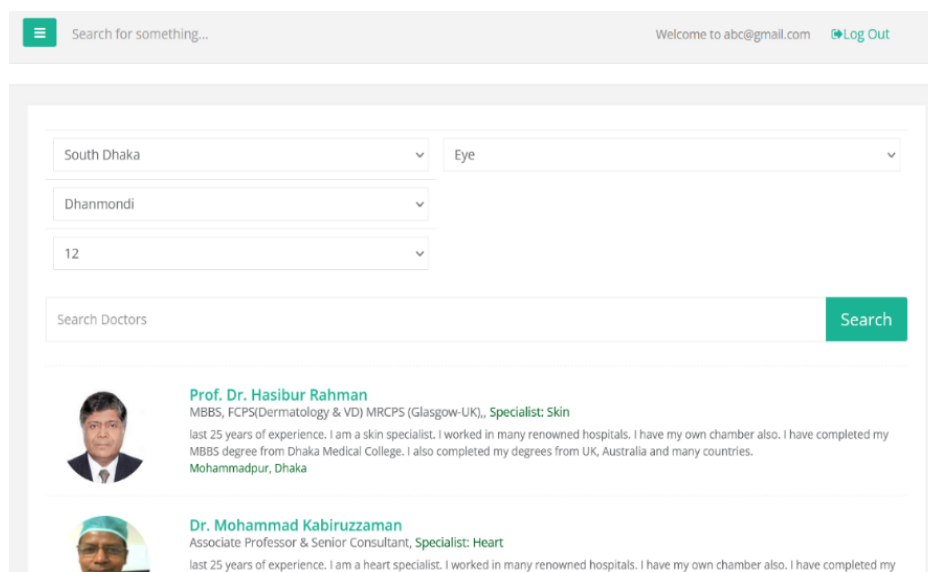 Search for something...
Welcome to abc@gmail.com
Log Out
South Dhaka
Eye
Dhanmondi
12
Search Doctors
Search
Prof. Dr. Hasibur Rahman
MBBS, FCPS(Dermatology & VD) MRCPS (Glasgow-UK),, Specialist: Skin
last 25 years of experience. I am a skin specialist. I worked in many renowned hospitals. I have my own chamber also. I have completed my
MBBS degree from Dhaka Medical College. I also completed my degrees from UK, Australia and many countries.
Mohammadpur, Dhaka
Dr. Mohammad Kabiruzzaman
Associate Professor & Senior Consultant, Specialist: Heart
last 25 years of experience. I am a heart specialist. I worked in many renowned hospitals. I have my own chamber also. I have completed my